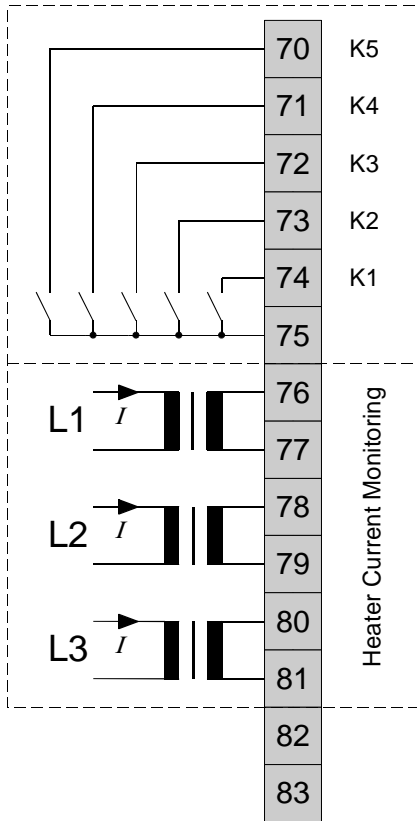 70 K5
71 K4
72 K3
73 K2
74 K1
75
76
L1 I
77
78
L2 I
79
80
L3 I
81
Heater Current Monitoring
82
83